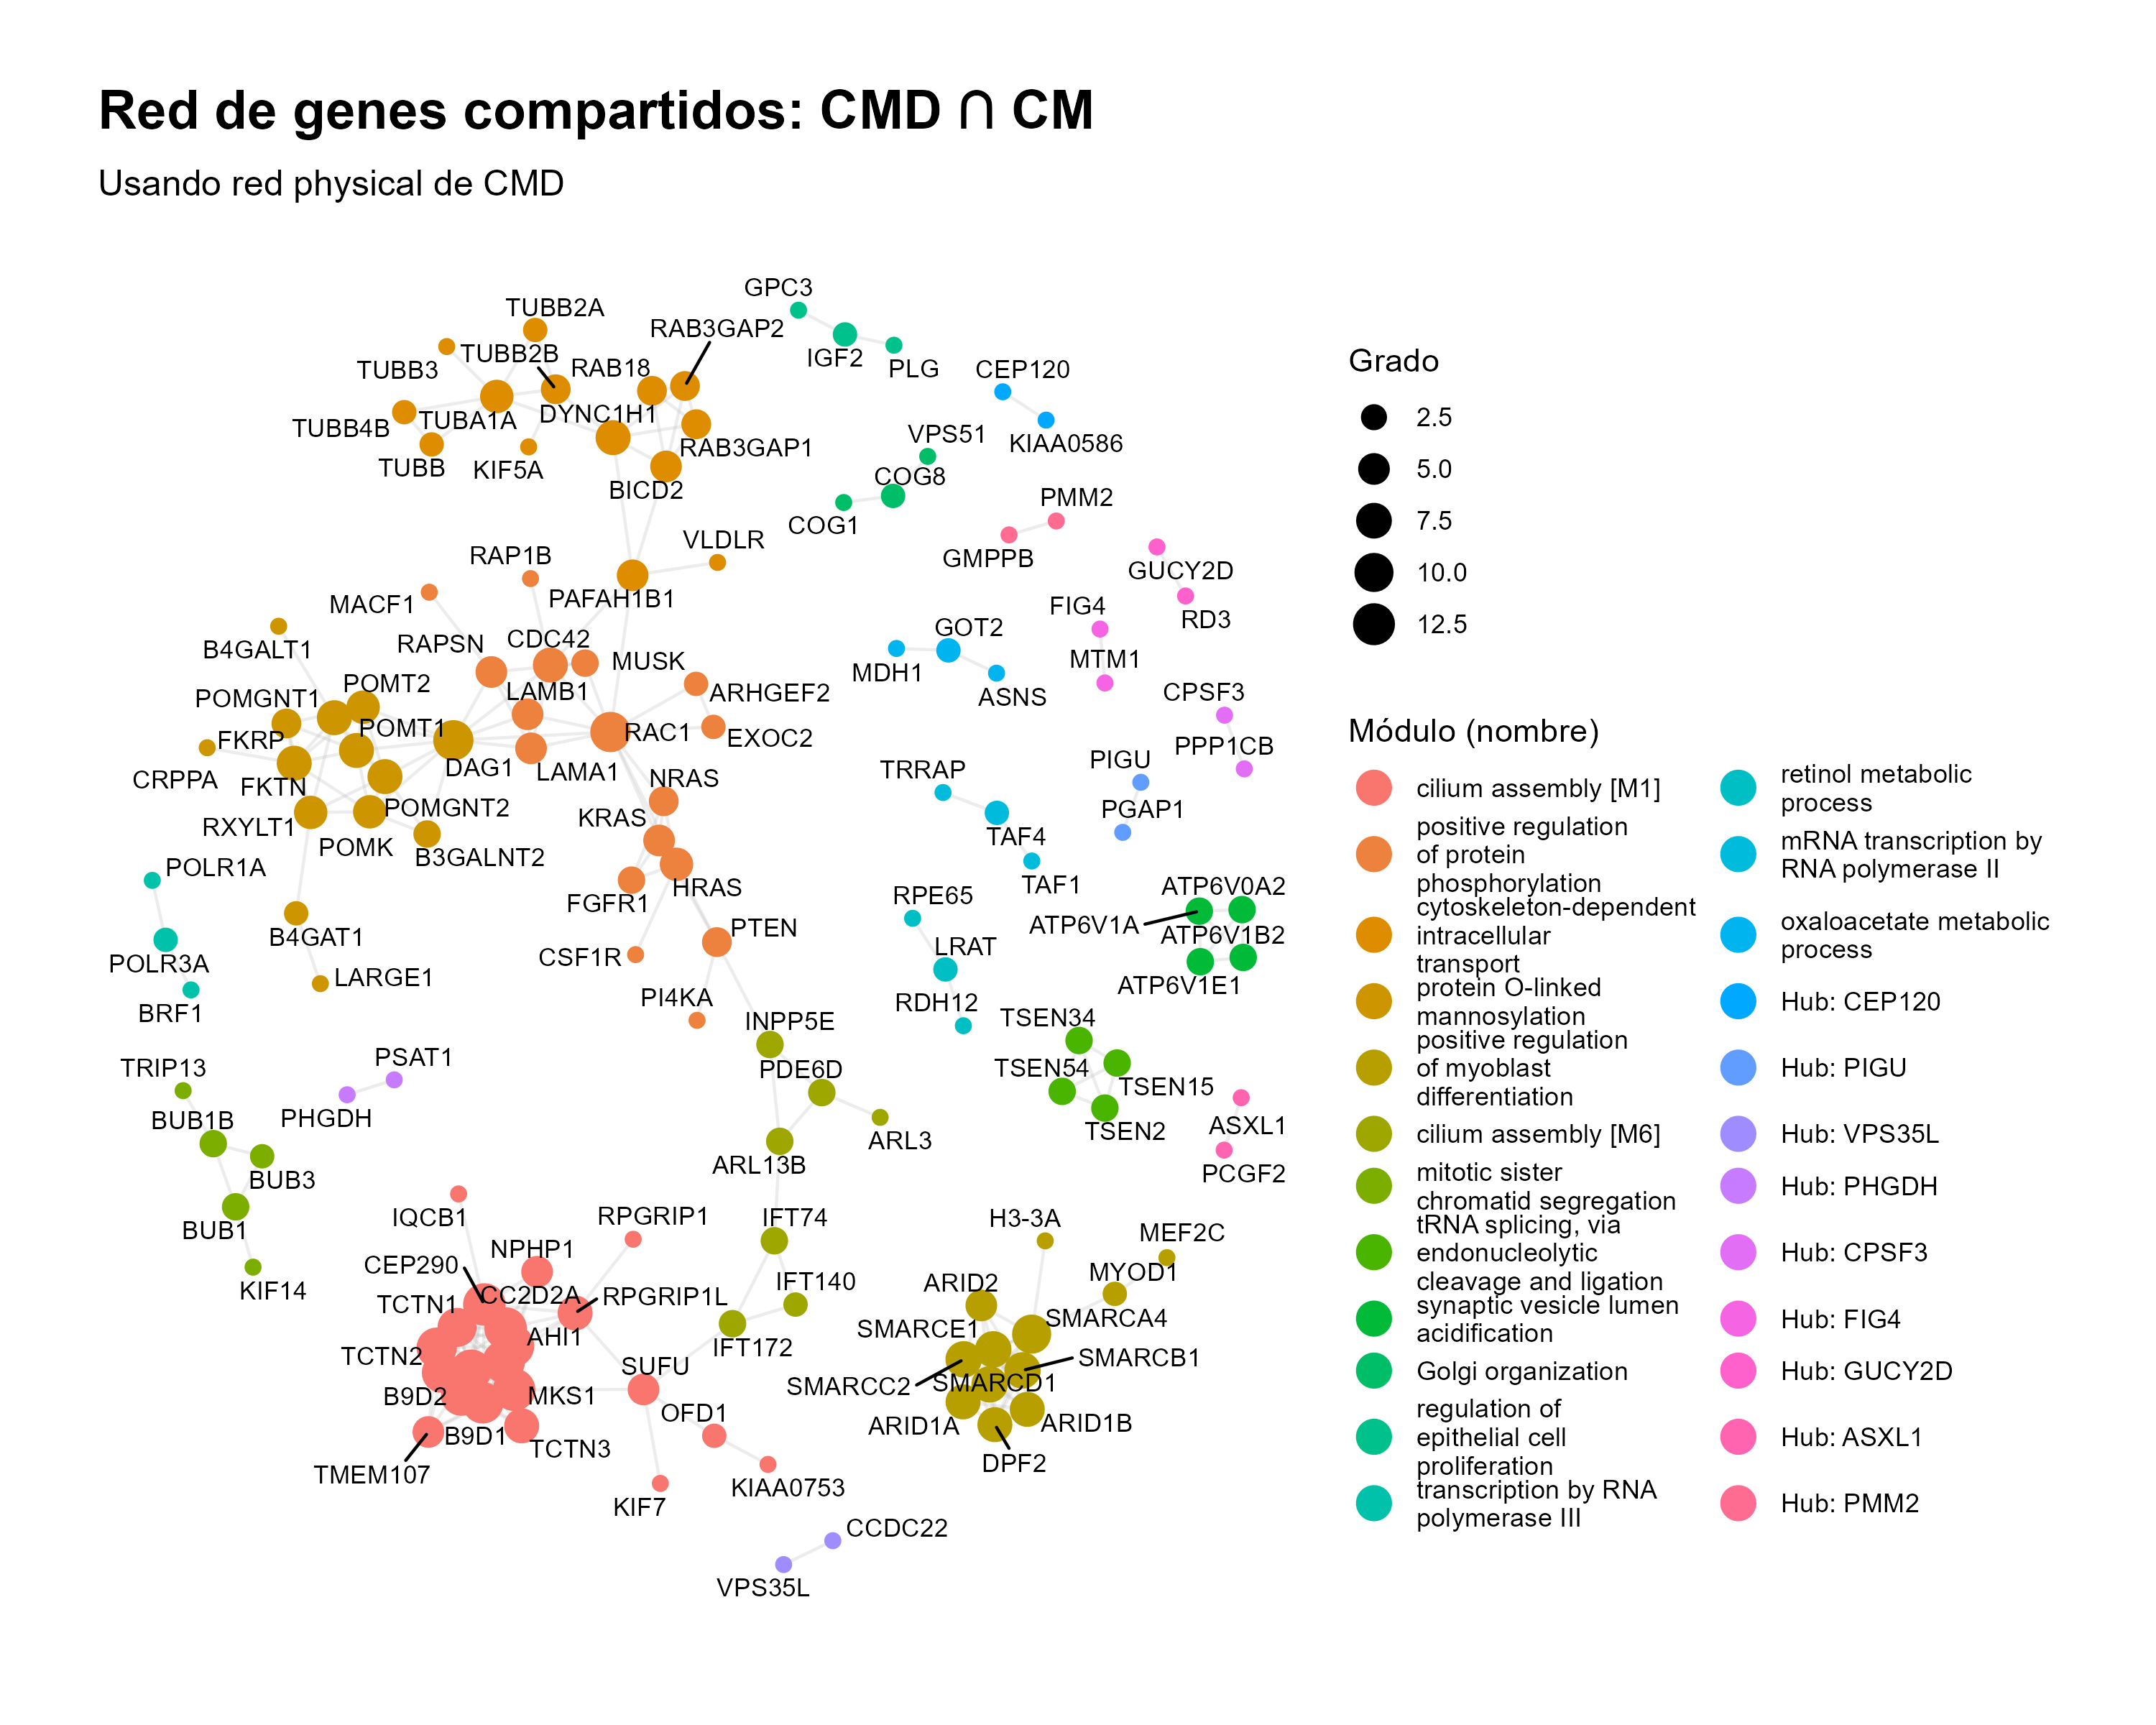 Red de genes compartidos: CMD ∩ CM
Usando red physical de CMD
GPC3
TUBB2A
RAB3GAP2
TUBB2B
IGF2
TUBB3
RAB18
PLG
CEP120
DYNC1H1
TUBA1A
TUBB4B
KIAA0586
VPS51
RAB3GAP1
TUBB
KIF5A
COG8
BICD2
PMM2
COG1
VLDLR
RAP1B
GMPPB
GUCY2D
PAFAH1B1
MACF1
FIG4
RD3
GOT2
CDC42
RAPSN
B4GALT1
MUSK
MTM1
MDH1
POMT2
LAMB1
ARHGEF2
CPSF3
POMGNT1
ASNS
POMT1
RAC1
FKRP
EXOC2
PPP1CB
DAG1
LAMA1
PIGU
TRRAP
CRPPA
FKTN
NRAS
POMGNT2
PGAP1
KRAS
RXYLT1
TAF4
POMK
B3GALNT2
POLR1A
TAF1
HRAS
ATP6V0A2
RPE65
FGFR1
ATP6V1A
PTEN
B4GAT1
ATP6V1B2
LRAT
CSF1R
POLR3A
LARGE1
ATP6V1E1
PI4KA
RDH12
BRF1
INPP5E
TSEN34
PSAT1
TRIP13
PDE6D
TSEN54
TSEN15
PHGDH
BUB1B
ASXL1
TSEN2
ARL3
ARL13B
PCGF2
BUB3
IQCB1
RPGRIP1
IFT74
H3-3A
BUB1
MEF2C
NPHP1
CEP290
MYOD1
IFT140
ARID2
KIF14
CC2D2A
RPGRIP1L
TCTN1
SMARCA4
SMARCE1
AHI1
IFT172
TCTN2
SMARCB1
SUFU
SMARCC2
SMARCD1
B9D2
MKS1
OFD1
ARID1A
ARID1B
B9D1
TCTN3
DPF2
TMEM107
KIAA0753
KIF7
CCDC22
VPS35L
Grado
2.5
5.0
7.5
10.0
12.5
Módulo (nombre)
cilium assembly [M1]
positive regulation
of protein
phosphorylation
cytoskeleton-dependent
intracellular
transport
protein O-linked
mannosylation
positive regulation
of myoblast
differentiation
cilium assembly [M6]
mitotic sister
chromatid segregation
tRNA splicing, via
endonucleolytic
cleavage and ligation
synaptic vesicle lumen
acidification
Golgi organization
regulation of
epithelial cell
proliferation
transcription by RNA
polymerase III
retinol metabolic
process
mRNA transcription by
RNA polymerase II
oxaloacetate metabolic
process
Hub: CEP120
Hub: PIGU
Hub: VPS35L
Hub: PHGDH
Hub: CPSF3
Hub: FIG4
Hub: GUCY2D
Hub: ASXL1
Hub: PMM2